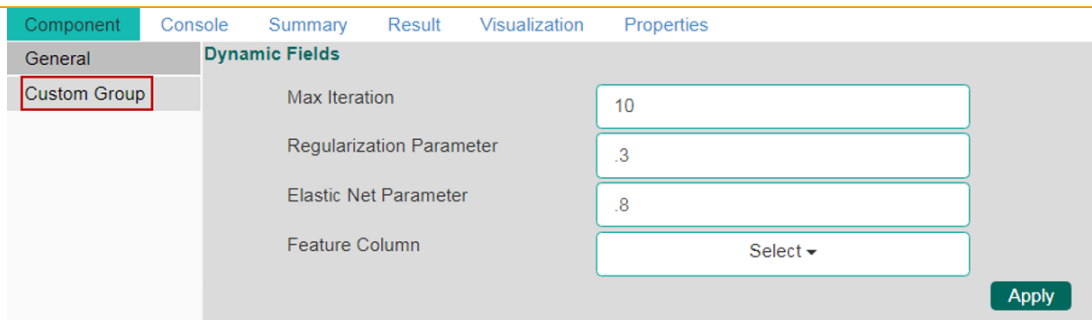 Component Console Summary Result Visualization Properties
General
Custom Group
Dynamic Fields
Max Iteration 10
Regularization Parameter .3
Elastic Net Parameter .8
Feature Column Select
Apply